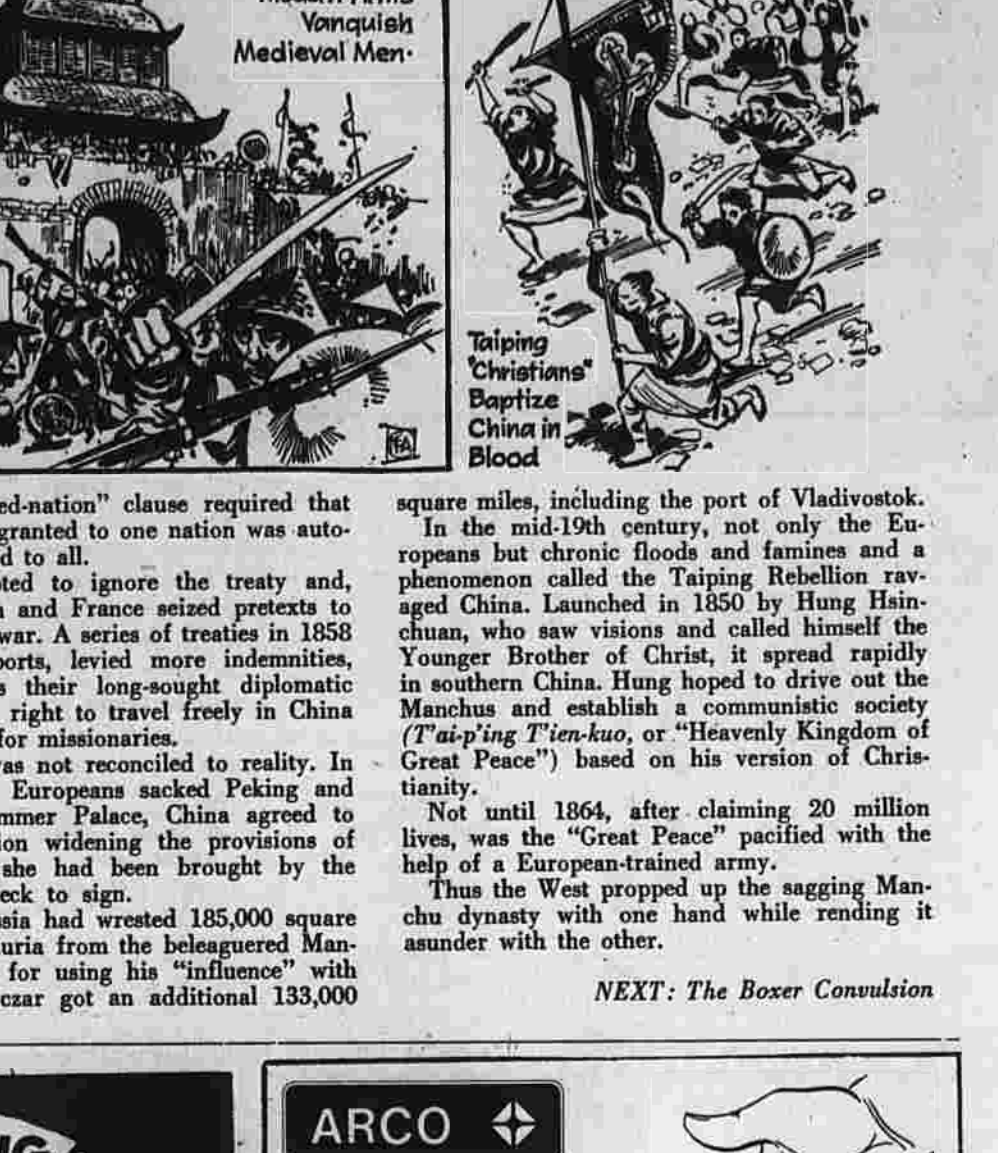 Vanquish
Medieval Men.
Taiping
"Christians"
Baptize
China in
Blood
ed-nation" clause required that
granted to one nation was auto-
d to all.
ted to ignore the treaty and,
and France seized pretexts to
war. A series of treaties in 1858
ports, levied more indemnities,
s their long-sought diplomatic
right to travel freely in China
for missionaries.
as not reconciled to reality. In
Europeans sacked Peking and
mmer Palace, China agreed to
ion widening the provisions of
she had been brought by the
eck to sign.
sia had wrested 185,000 square
uria from the beleaguered Man-
for using his "influence" with
czar got an additional 133,000
square miles, including the port of Vladivostok.
In the mid-19th century, not only the Eu-
ropeans but chronic floods and famines and a
phenomenon called the Taiping Rebellion rav-
aged China. Launched in 1850 by Hung Hsin-
chuan, who saw visions and called himself the
Younger Brother of Christ, it spread rapidly
in southern China. Hung hoped to drive out the
Manchus and establish a communistic society
(T'ai-p'ing T'ien-kuo, or "Heavenly Kingdom of
Great Peace") based on his version of Chris-
tianity.
Not until 1864, after claiming 20 million
lives, was the "Great Peace" pacified with the
help of a European-trained army.
Thus the West propped up the sagging Man-
chu dynasty with one hand while rending it
asunder with the other.
NEXT: The Boxer Convulsion
ARCO